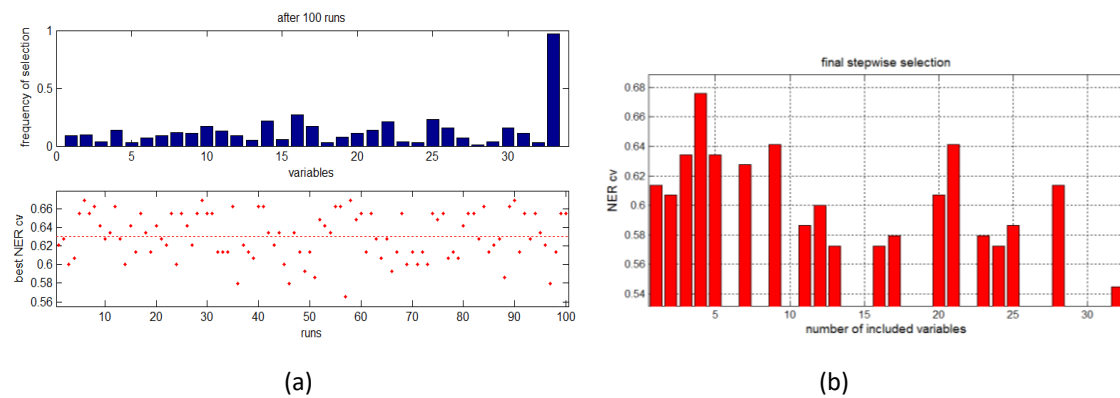 after 100 runs
1
0.5
0
frequency of selection
0 5 10 15 20 25 30
variables
0.66
0.64
0.62
0.6
0.58
0.56
best NER cv
10 20 30 40 50 60 70 80 90 100
runs
(a)
final stepwise selection
0.68
0.66
0.64
0.62
0.6
0.58
0.56
0.54
NER cv
5 10 15 20 25 30
number of included variables
(b)